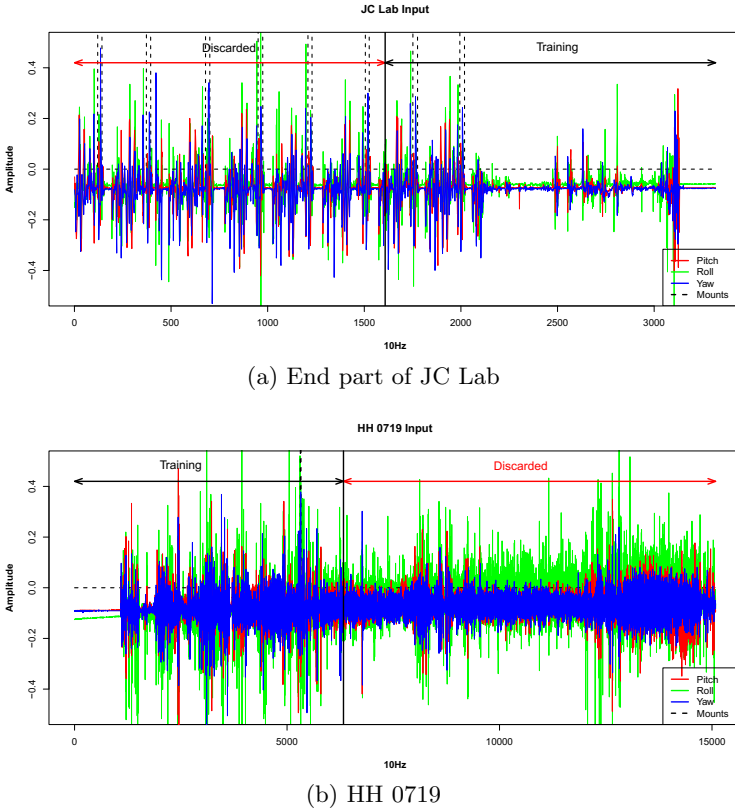 JC Lab Input
Discarded
Training
Amplitude
0.4
0.2
0.0
−0.2
−0.4
Pitch
Roll
Yaw
Mounts
0
500
1000
1500
2000
2500
3000
10Hz
(a) End part of JC Lab
HH 0719 Input
Training
Discarded
Amplitude
0.4
0.2
0.0
−0.2
−0.4
Pitch
Roll
Yaw
Mounts
0
5000
10000
15000
10Hz
(b) HH 0719